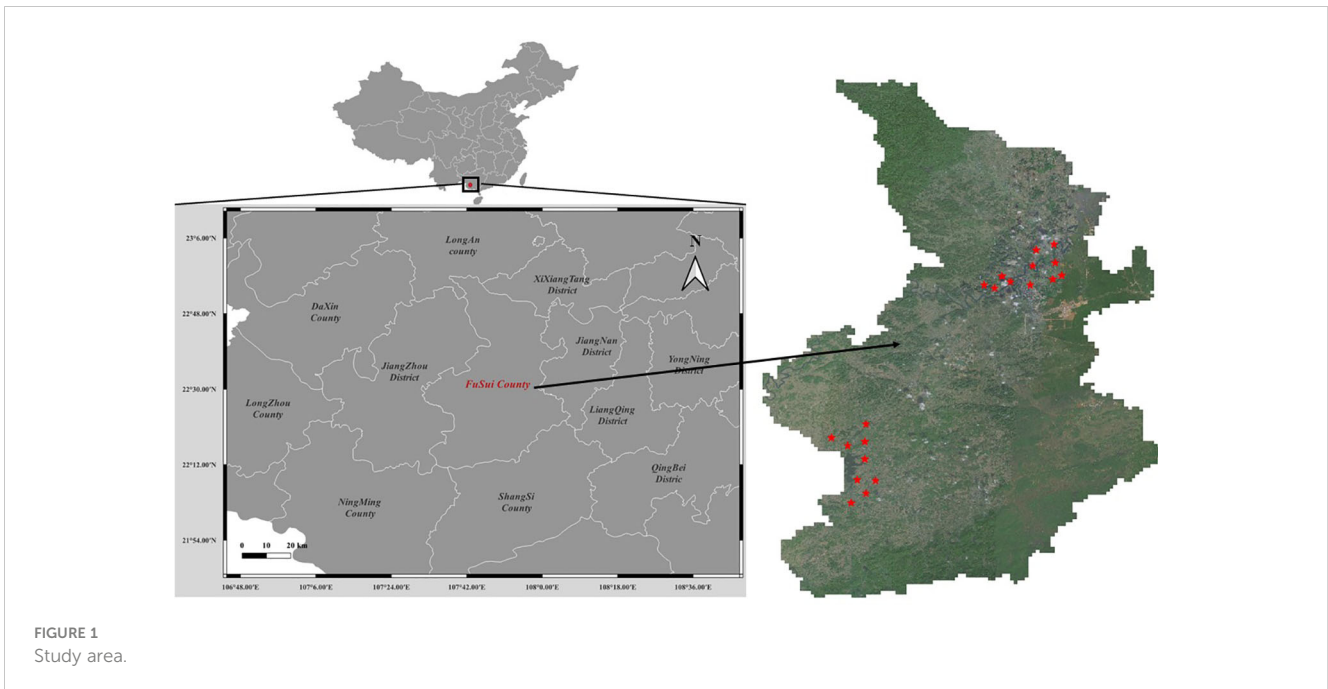 N
LongAn
county
XiXiangTang
District
DaXin
County
JiangNan
District
YongNing
District
JiangZhou
District
FuSui County
LongZhou
County
LiangQing
District
QingBei
Distric
NingMing
County
ShangSi
County
23°6.00'N
22°48.00'N
22°30.00'N
22°12.00'N
21°54.00'N
0 10 20 km
106°48.00'E 107°6.00'E 107°24.00'E 107°42.00'E 108°0.00'E 108°18.00'E 108°36.00'E
FIGURE 1
Study area.